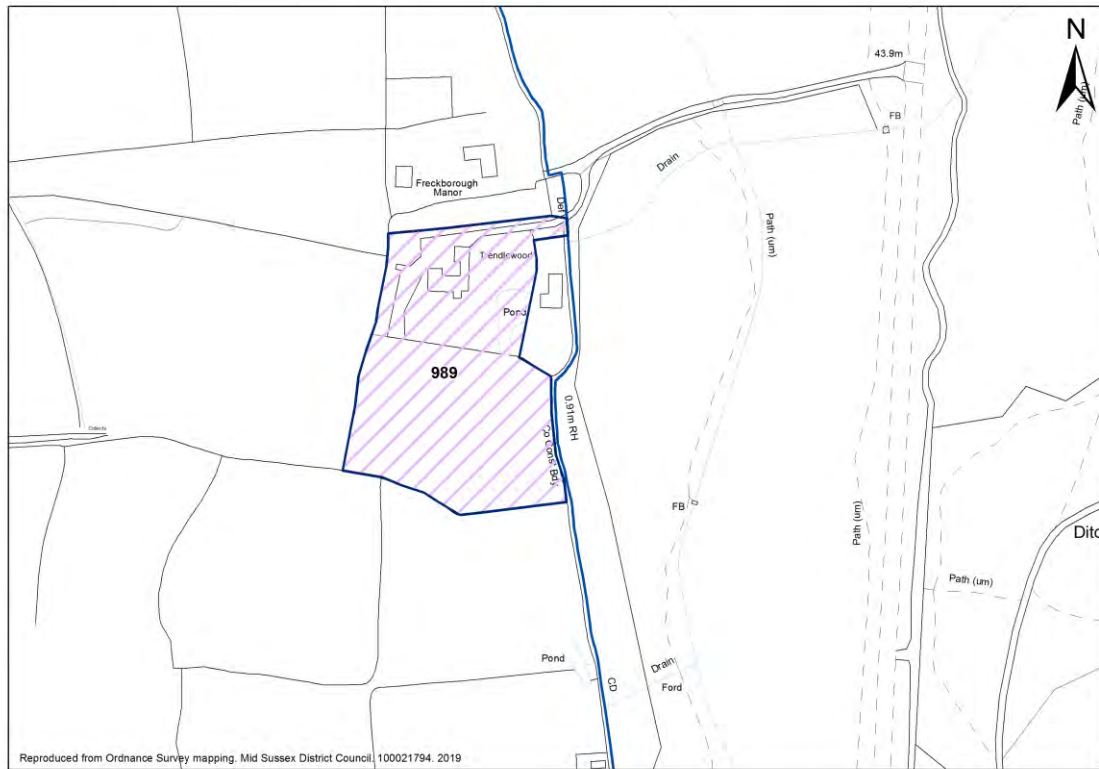 N
43.9m
Path (um)
FB
Drain
Freckborough
Manor
Def
Path (um)
Pond
989
0.91m RH
Co Const Bdy
FB
Path (um)
Ditc
Path (um)
Pond
Drain
CD
Ford
Reproduced from Ordnance Survey mapping. Mid Sussex District Council. 100021794. 2019